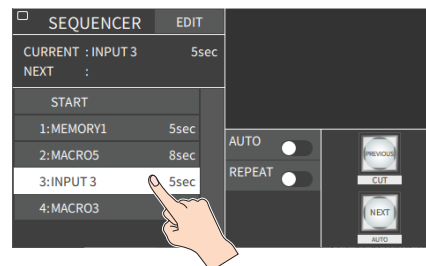 SEQUENCER EDIT
CURRENT : INPUT 3 5sec
NEXT :
START
1:MEMORY1 5sec
2:MACRO5 8sec
3:INPUT 3 5sec
4:MACRO3
AUTO
REPEAT
PREVIOUS
CUT
NEXT
AUTO